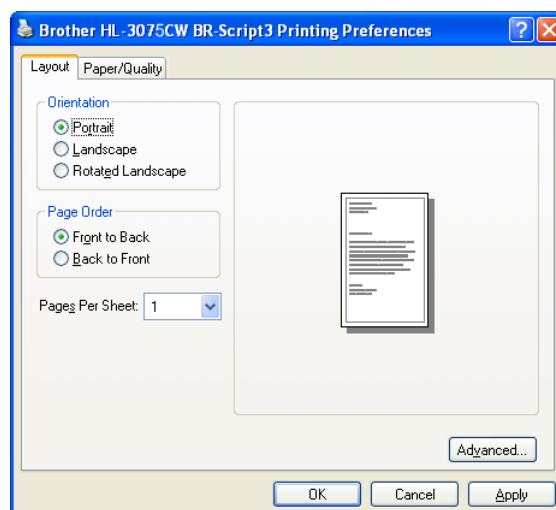 Brother HL-3075CW BR-Script3 Printing Preferences
Layout Paper/Quality
Orientation
Portrait
Landscape
Rotated Landscape
Page Order
Front to Back
Back to Front
Pages Per Sheet: 1
Advanced...
OK Cancel Apply